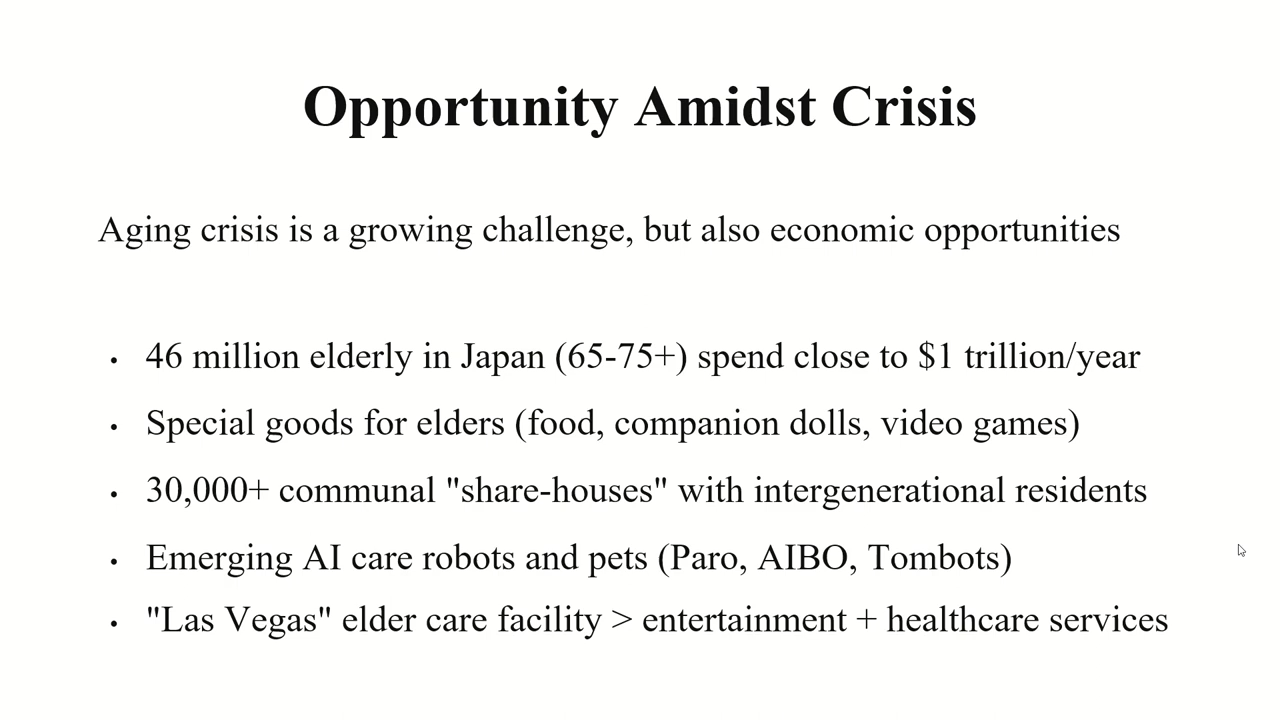 Opportunity Amidst Crisis
Aging crisis is a growing challenge, but also economic opportunities
• 46 million elderly in Japan (65-75+) spend close to $1 trillion/year
• Special goods for elders (food, companion dolls, video games)
• 30,000+ communal "share-houses" with intergenerational residents
• Emerging AI care robots and pets (Paro, AIBO, Tombots)
• "Las Vegas" elder care facility > entertainment + healthcare services